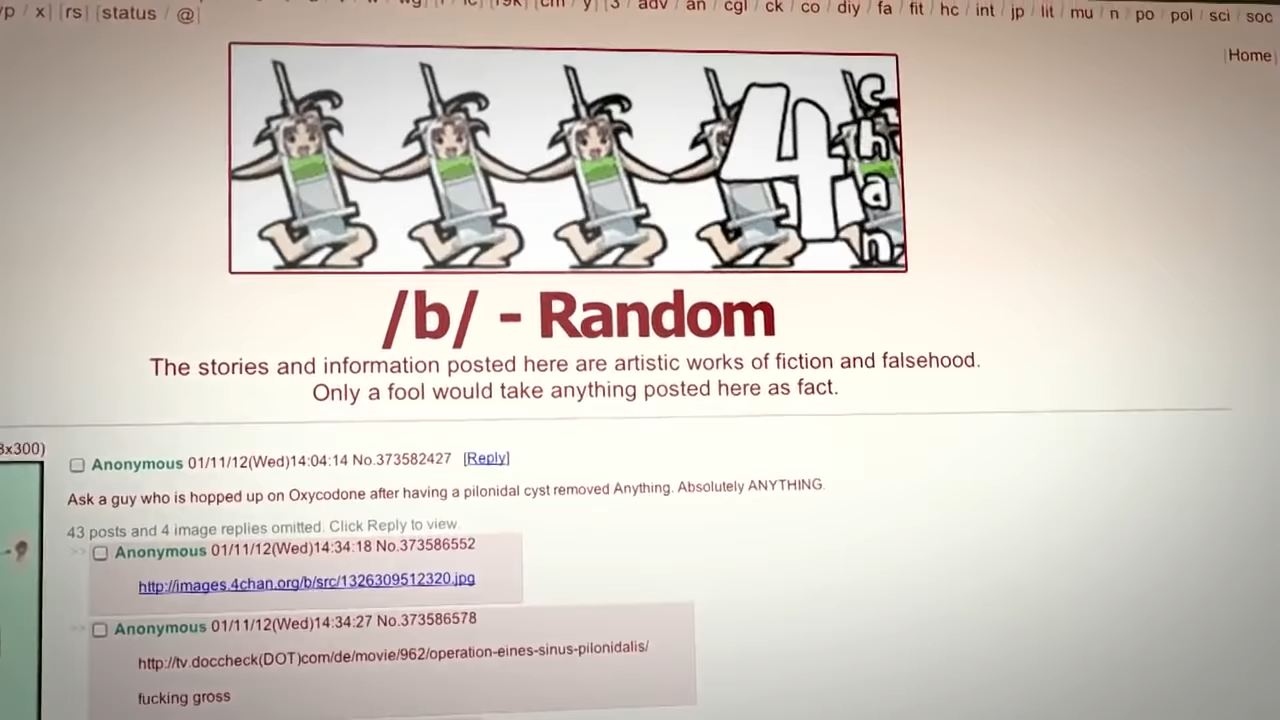 /p / x] [rs] [status / @]
[3 / adv / an / cgl / ck / co / diy / fa / fit / hc / int / jp / lit / mu / n / po / pol / sci / soc
[Home]
4chan
/b/ - Random
The stories and information posted here are artistic works of fiction and falsehood.
Only a fool would take anything posted here as fact.
x300)
Anonymous 01/11/12(Wed)14:04:14 No.373582427 [Reply]
Ask a guy who is hopped up on Oxycodone after having a pilonidal cyst removed Anything. Absolutely ANYTHING.
43 posts and 4 image replies omitted. Click Reply to view.
>> Anonymous 01/11/12(Wed)14:34:18 No.373586552
http://images.4chan.org/b/src/1326309512320.jpg
>> Anonymous 01/11/12(Wed)14:34:27 No.373586578
http://tv.doccheck(DOT)com/de/movie/962/operation-eines-sinus-pilonidalis/
fucking gross